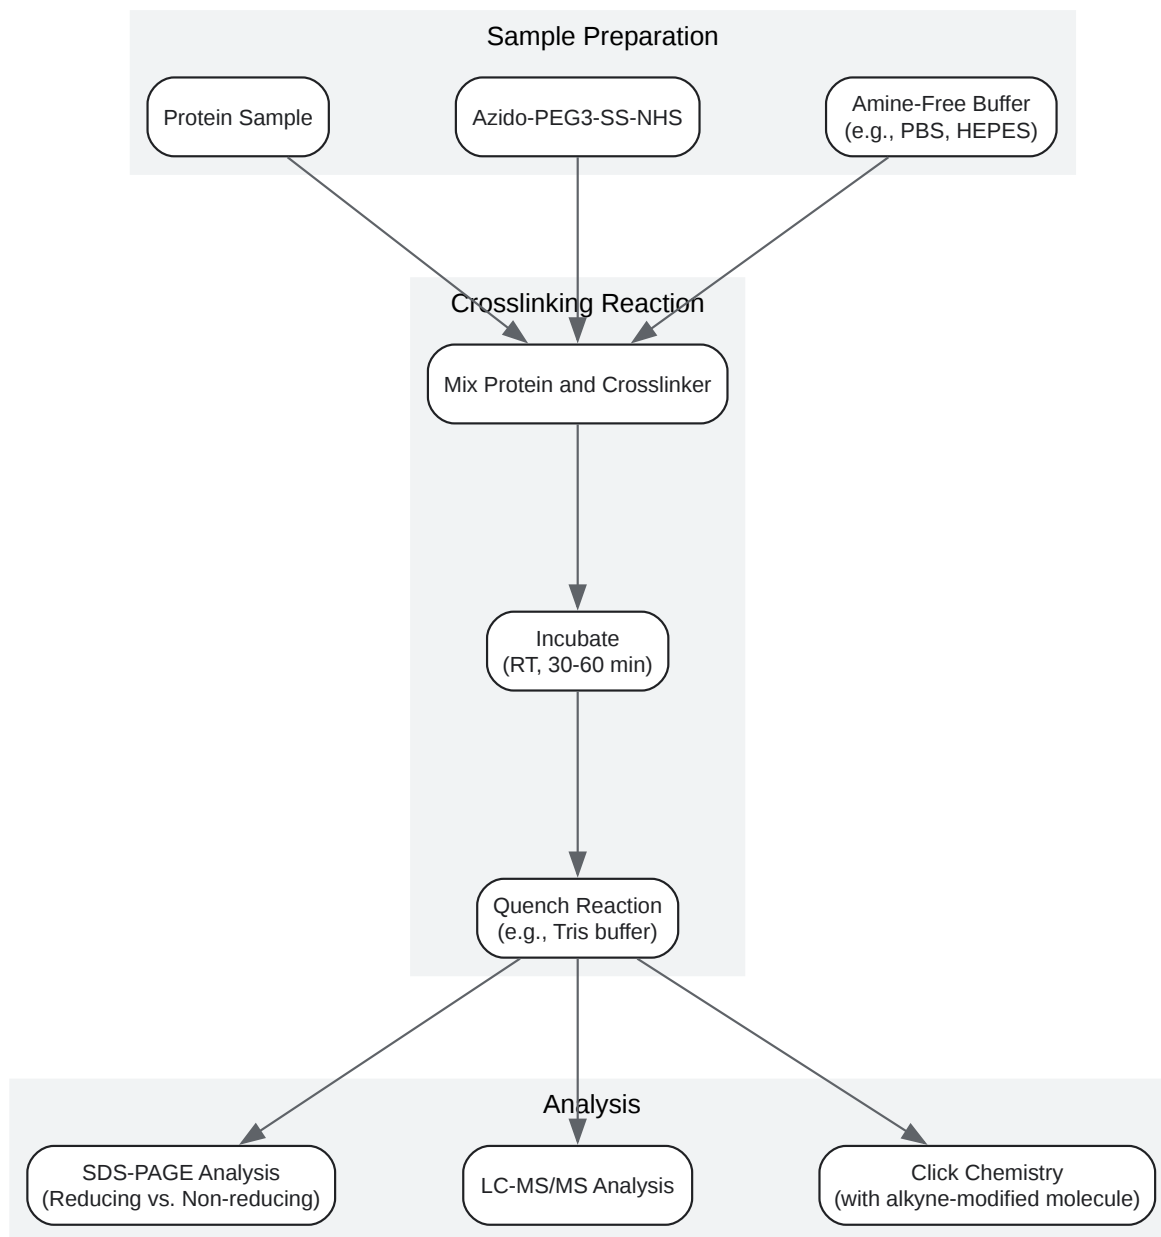 Sample Preparation
Protein Sample
Azido-PEG3-SS-NHS
Amine-Free Buffer
(e.g., PBS, HEPES)
Crosslinking Reaction
Mix Protein and Crosslinker
Incubate
(RT, 30-60 min)
Quench Reaction
(e.g., Tris buffer)
Analysis
SDS-PAGE Analysis
(Reducing vs. Non-reducing)
LC-MS/MS Analysis
Click Chemistry
(with alkyne-modified molecule)